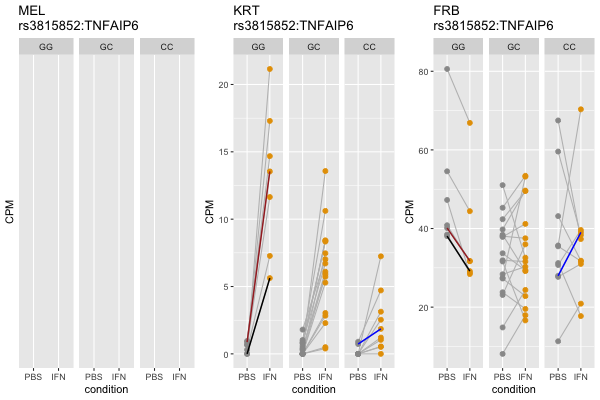 MEL
rs3815852:TNFAIP6
GG GC CC
CPM
PBS IFN PBS IFN PBS IFN
condition
KRT
rs3815852:TNFAIP6
GG GC CC
20
15
10
5
0
CPM
PBS IFN PBS IFN PBS IFN
condition
FRB
rs3815852:TNFAIP6
GG GC CC
80
60
40
20
CPM
PBS IFN PBS IFN PBS IFN
condition